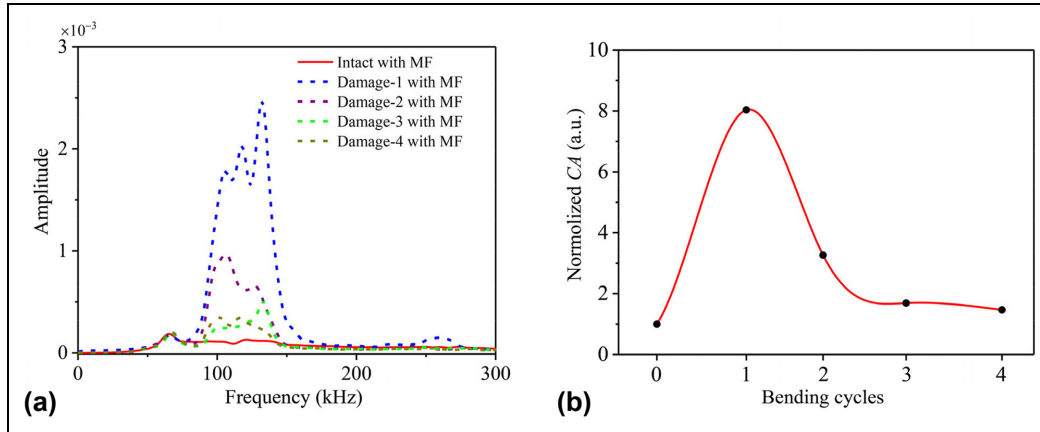 ×10⁻³
3
2
1
0
Amplitude
0
100
200
300
Frequency (kHz)
Intact with MF
Damage-1 with MF
Damage-2 with MF
Damage-3 with MF
Damage-4 with MF
(a)
10
8
6
4
2
0
Normolized CA (a.u.)
0
1
2
3
4
Bending cycles
(b)